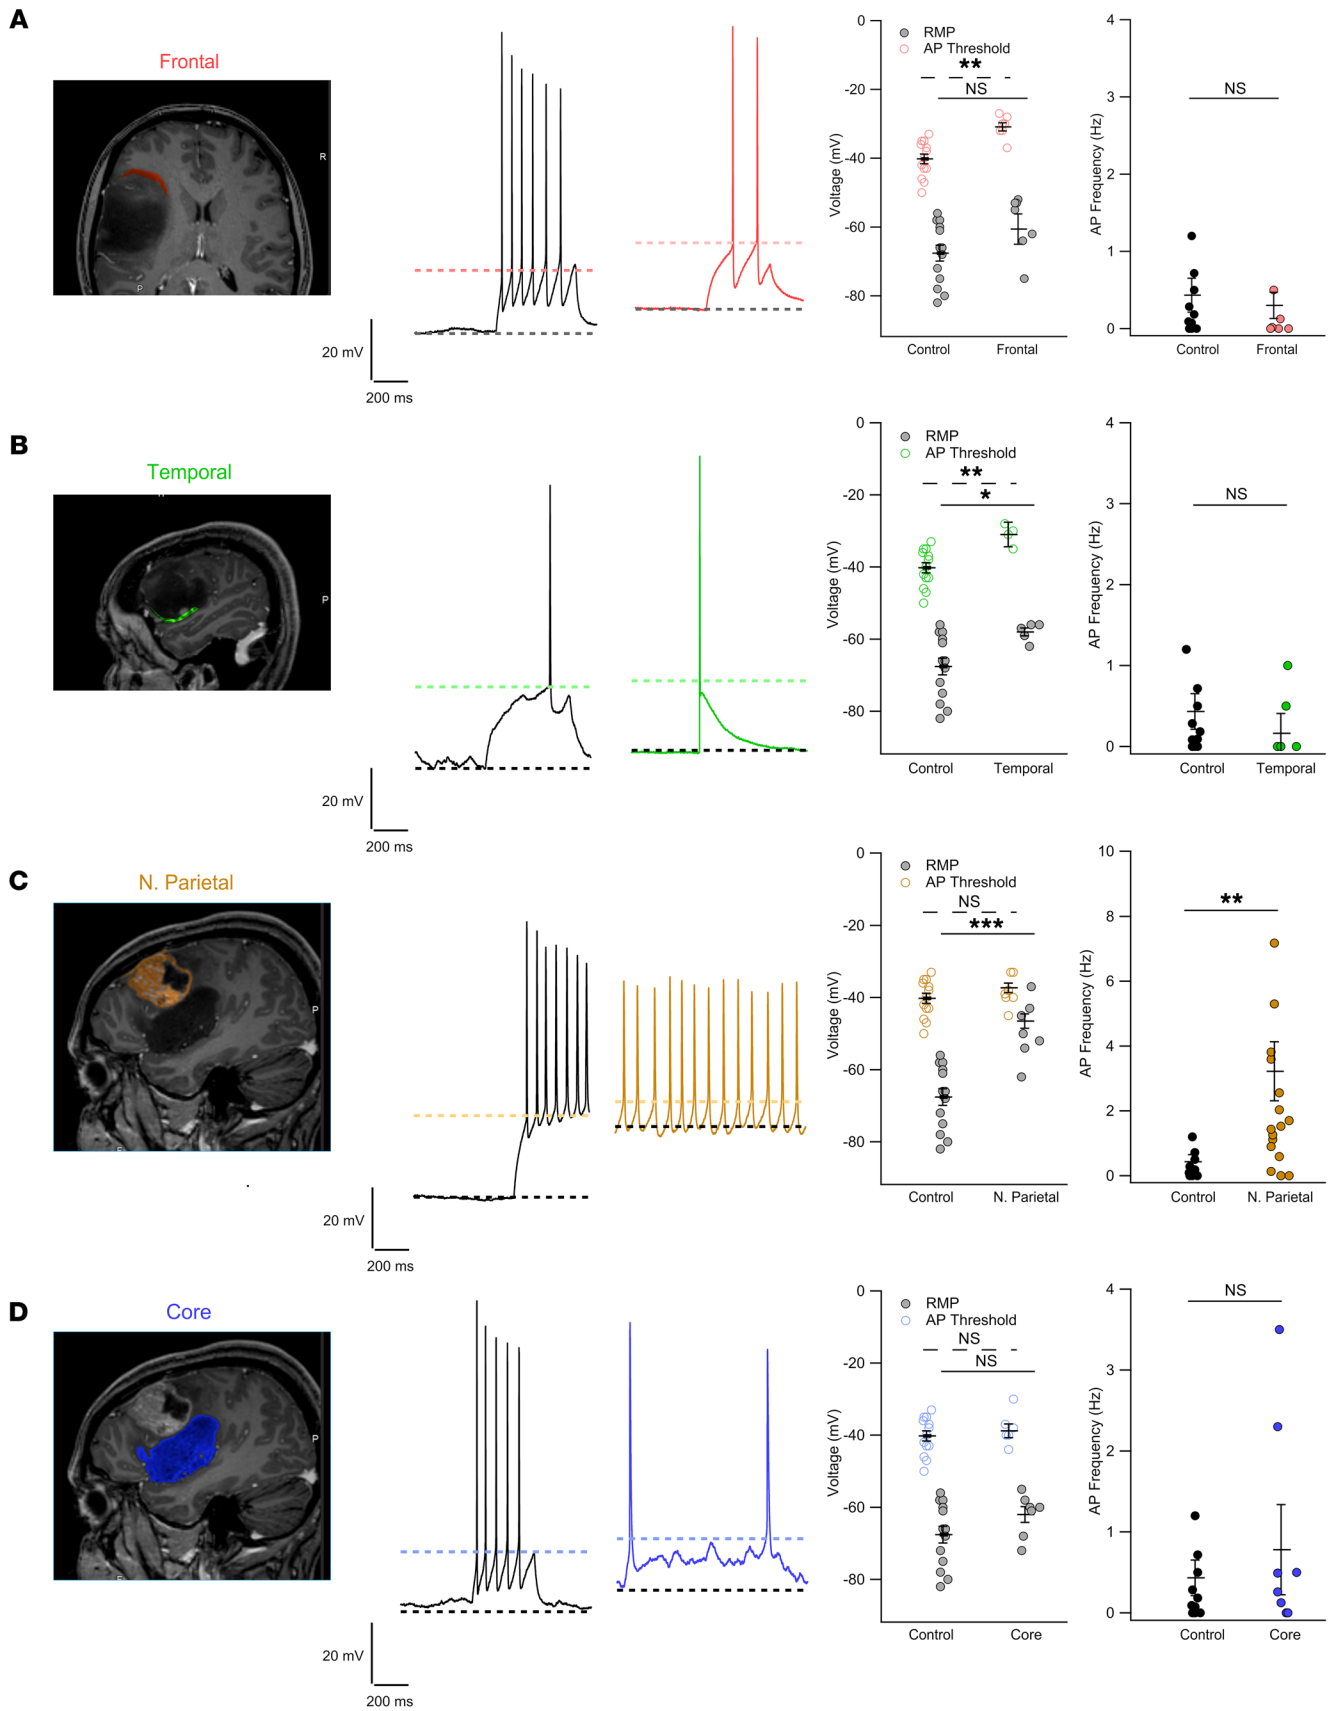 A
Frontal
R
P
20 mV
200 ms
0
-20
-40
-60
-80
Voltage (mV)
RMP
AP Threshold
**
NS
Control
Frontal
4
3
2
1
0
AP Frequency (Hz)
NS
Control
Frontal
B
Temporal
P
20 mV
200 ms
0
-20
-40
-60
-80
Voltage (mV)
RMP
AP Threshold
**
*
Control
Temporal
4
3
2
1
0
AP Frequency (Hz)
NS
Control
Temporal
C
N. Parietal
P
20 mV
200 ms
0
-20
-40
-60
-80
Voltage (mV)
RMP
AP Threshold
NS
***
Control
N. Parietal
10
8
6
4
2
0
AP Frequency (Hz)
**
Control
N. Parietal
D
Core
P
20 mV
200 ms
0
-20
-40
-60
-80
Voltage (mV)
RMP
AP Threshold
NS
NS
Control
Core
4
3
2
1
0
AP Frequency (Hz)
NS
Control
Core